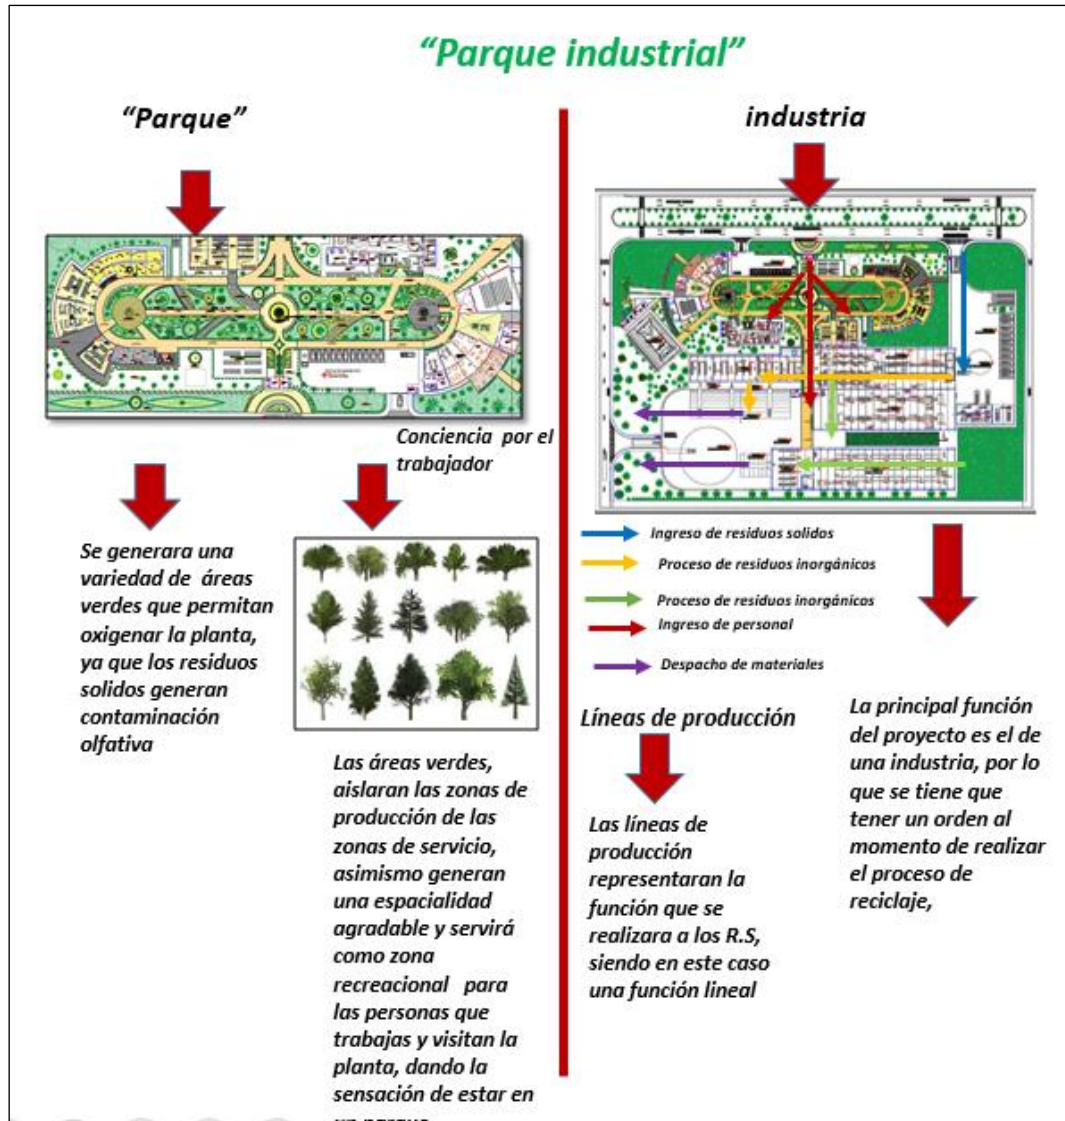 “Parque industrial”
“Parque”
Conciencia por el
trabajador
Se generara una
variedad de áreas
verdes que permitan
oxigenar la planta,
ya que los residuos
solidos generan
contaminación
olfativa
Las áreas verdes,
aislaran las zonas de
producción de las
zonas de servicio,
asimismo generan
una espacialidad
agradable y servirá
como zona
recreacional para
las personas que
trabajas y visitan la
planta, dando la
sensación de estar en
un parque
industria
Ingreso de residuos solidos
Proceso de residuos inorgánicos
Proceso de residuos inorgánicos
Ingreso de personal
Despacho de materiales
Líneas de producción
Las líneas de
producción
representaran la
función que se
realizara a los R.S,
siendo en este caso
una función lineal
La principal función
del proyecto es el de
una industria, por lo
que se tiene que
tener un orden al
momento de realizar
el proceso de
reciclaje,